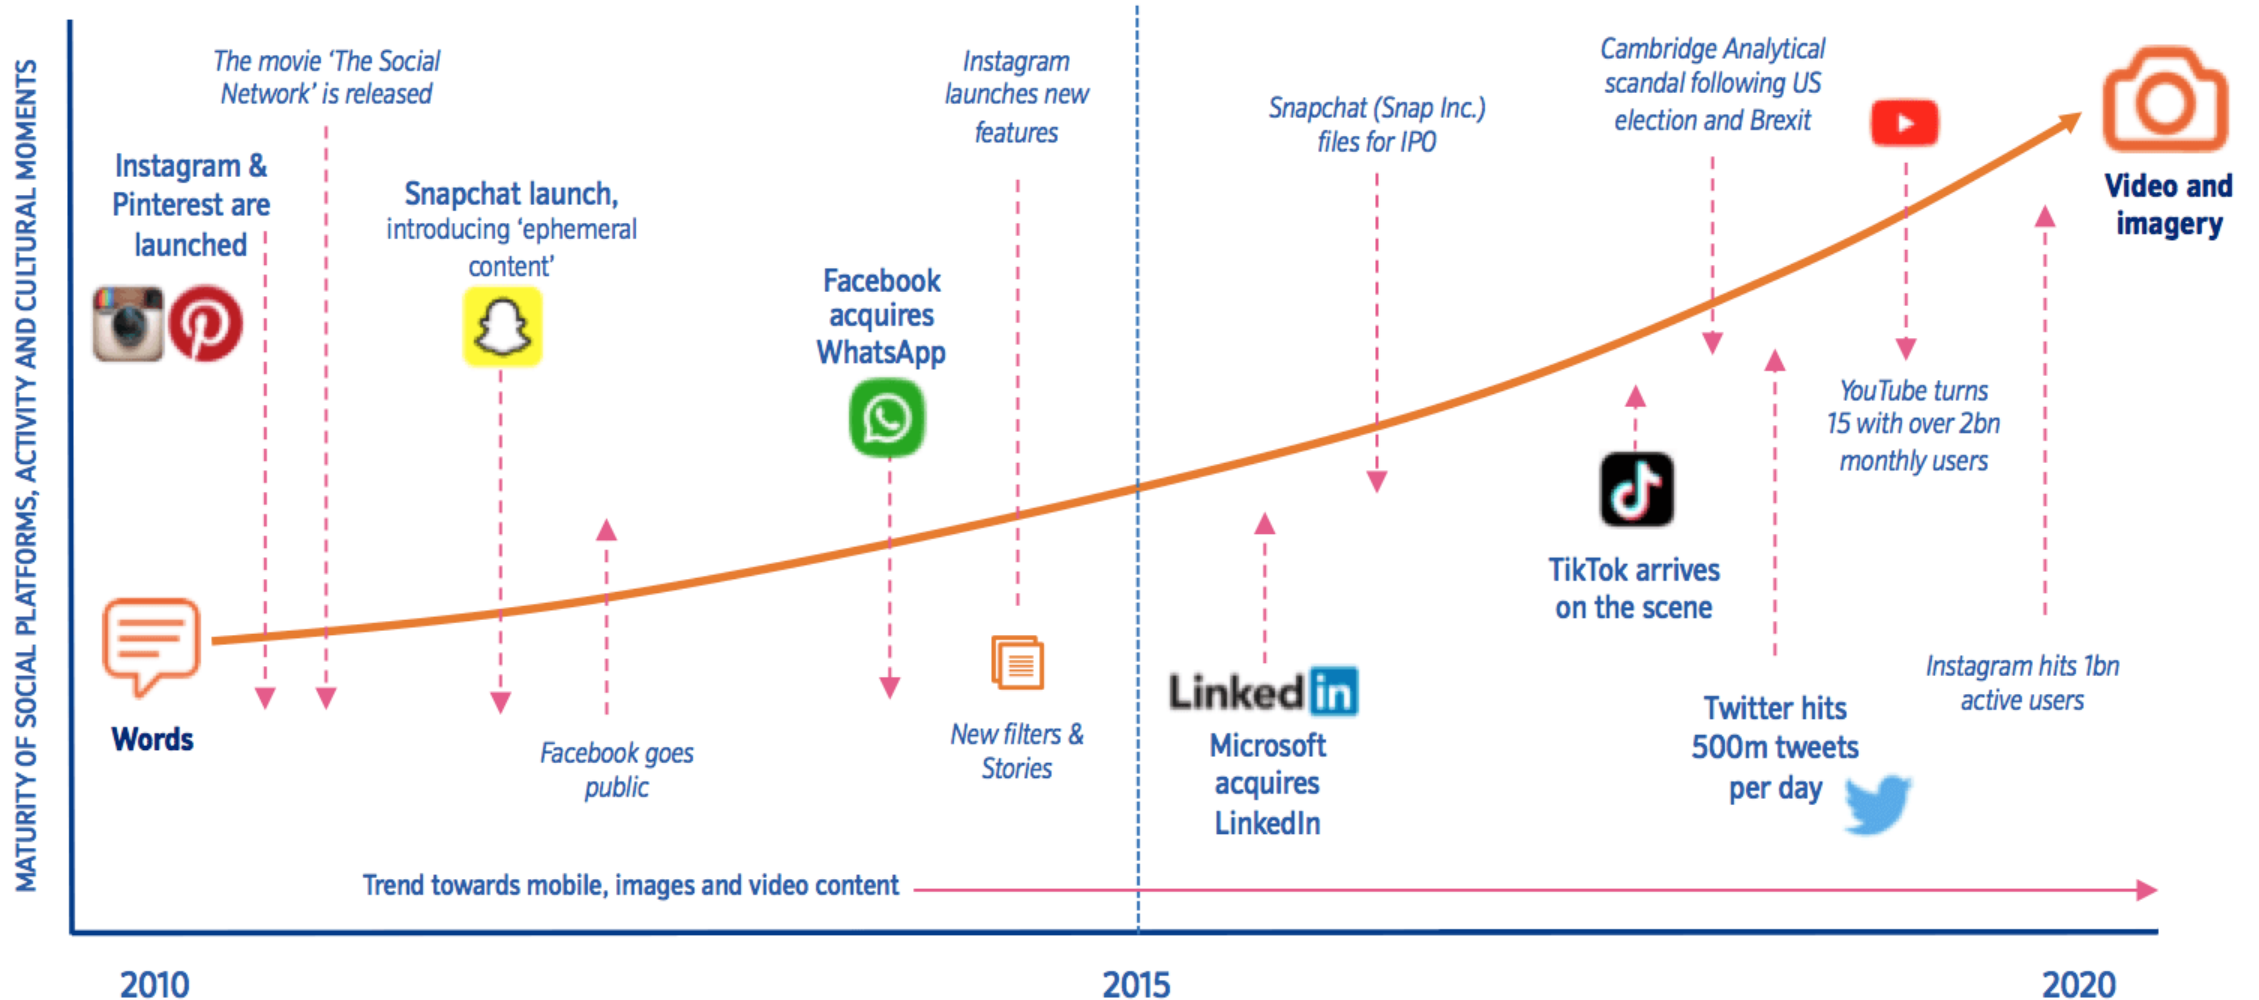 MATURITY OF SOCIAL PLATFORMS, ACTIVITY AND CULTURAL MOMENTS
The movie ‘The Social
Network’ is released
Instagram &
Pinterest are
launched
Snapchat launch,
introducing ‘ephemeral
content’
Facebook
acquires
WhatsApp
Instagram
launches new
features
Snapchat (Snap Inc.)
files for IPO
Cambridge Analytical
scandal following US
election and Brexit
Video and
imagery
YouTube turns
15 with over 2bn
monthly users
TikTok arrives
on the scene
Words
Facebook goes
public
New filters &
Stories
Linked in
Microsoft
acquires
LinkedIn
Twitter hits
500m tweets
per day
Instagram hits 1bn
active users
Trend towards mobile, images and video content
2010
2015
2020